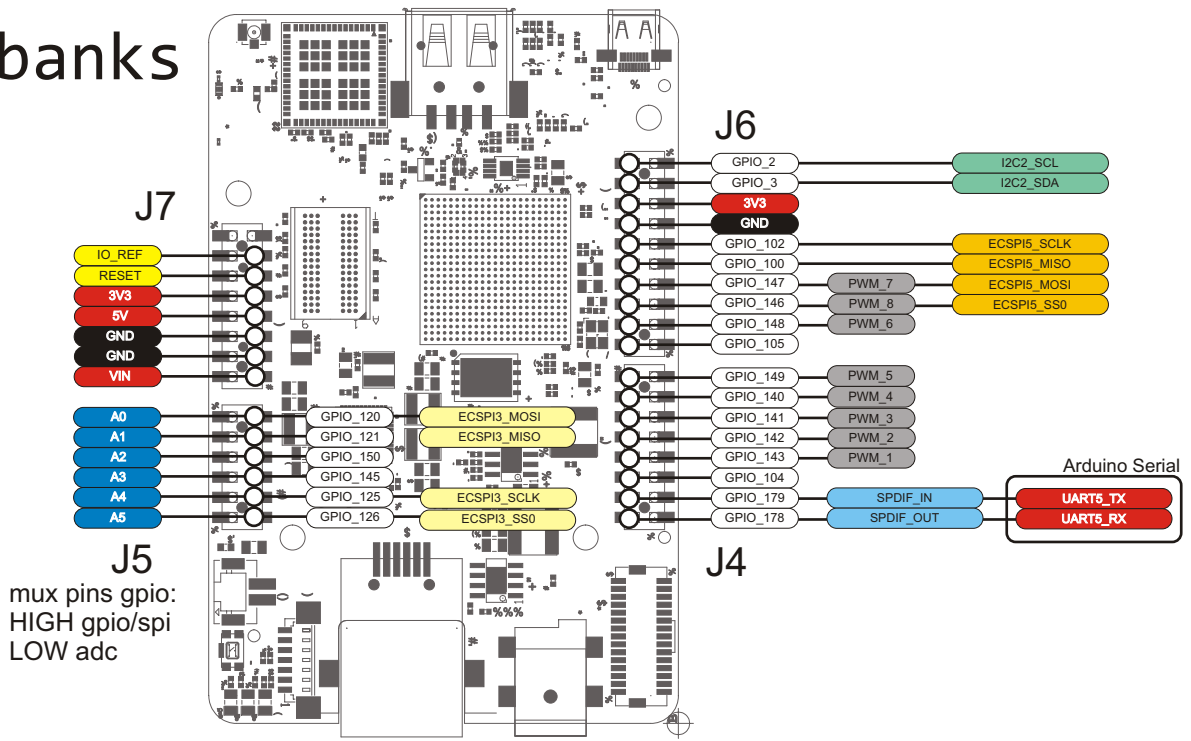 banks
J7
IO_REF
RESET
3V3
5V
GND
GND
VIN
A0 GPIO_120 ECSPI3_MOSI
A1 GPIO_121 ECSPI3_MISO
A2 GPIO_150
A3 GPIO_145
A4 GPIO_125 ECSPI3_SCLK
A5 GPIO_126 ECSPI3_SS0
J5
mux pins gpio:
HIGH gpio/spi
LOW adc
J6
GPIO_2 I2C2_SCL
GPIO_3 I2C2_SDA
3V3
GND
GPIO_102 ECSPI5_SCLK
GPIO_100 ECSPI5_MISO
GPIO_147 PWM_7 ECSPI5_MOSI
GPIO_146 PWM_8 ECSPI5_SS0
GPIO_148 PWM_6
GPIO_105
GPIO_149 PWM_5
GPIO_140 PWM_4
GPIO_141 PWM_3
GPIO_142 PWM_2
GPIO_143 PWM_1
GPIO_104
Arduino Serial
GPIO_179 SPDIF_IN UART5_TX
GPIO_178 SPDIF_OUT UART5_RX
J4